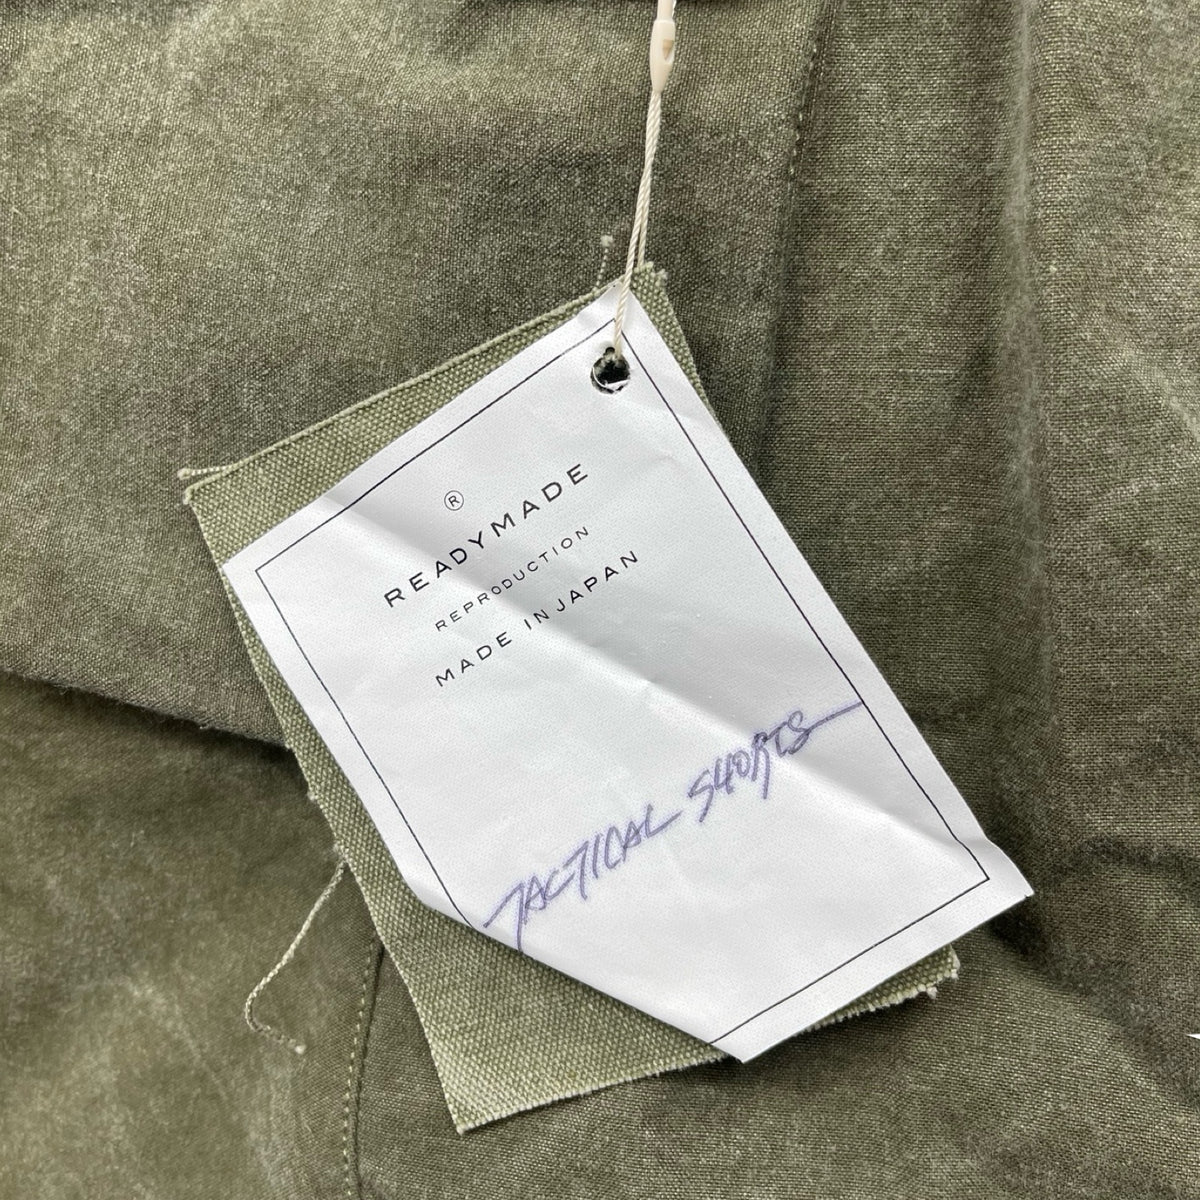 ®
READYMADE
REPRODUCTION
MADE IN JAPAN
TACTICAL SHORTS